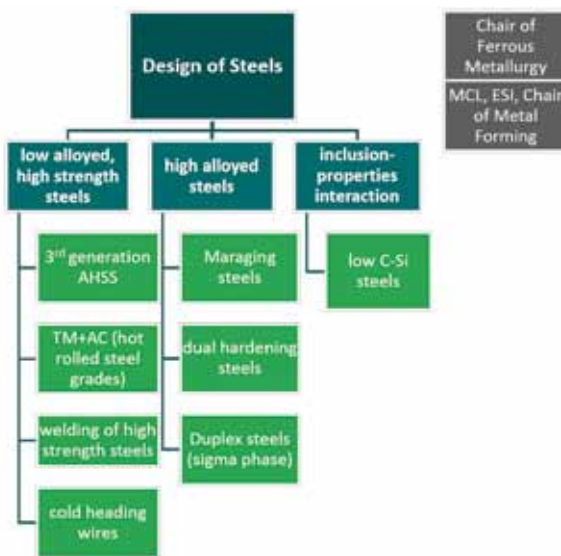 Design of Steels
Chair of
Ferrous
Metallurgy
MCL, ESI, Chair
of Metal
Forming
low alloyed,
high strength
steels
high alloyed
steels
inclusion-
properties
interaction
3rd generation
AHSS
Maraging
steels
low C-Si
steels
TM+AC (hot
rolled steel
grades)
dual hardening
steels
welding of high
strength steels
Duplex steels
(sigma phase)
cold heading
wires